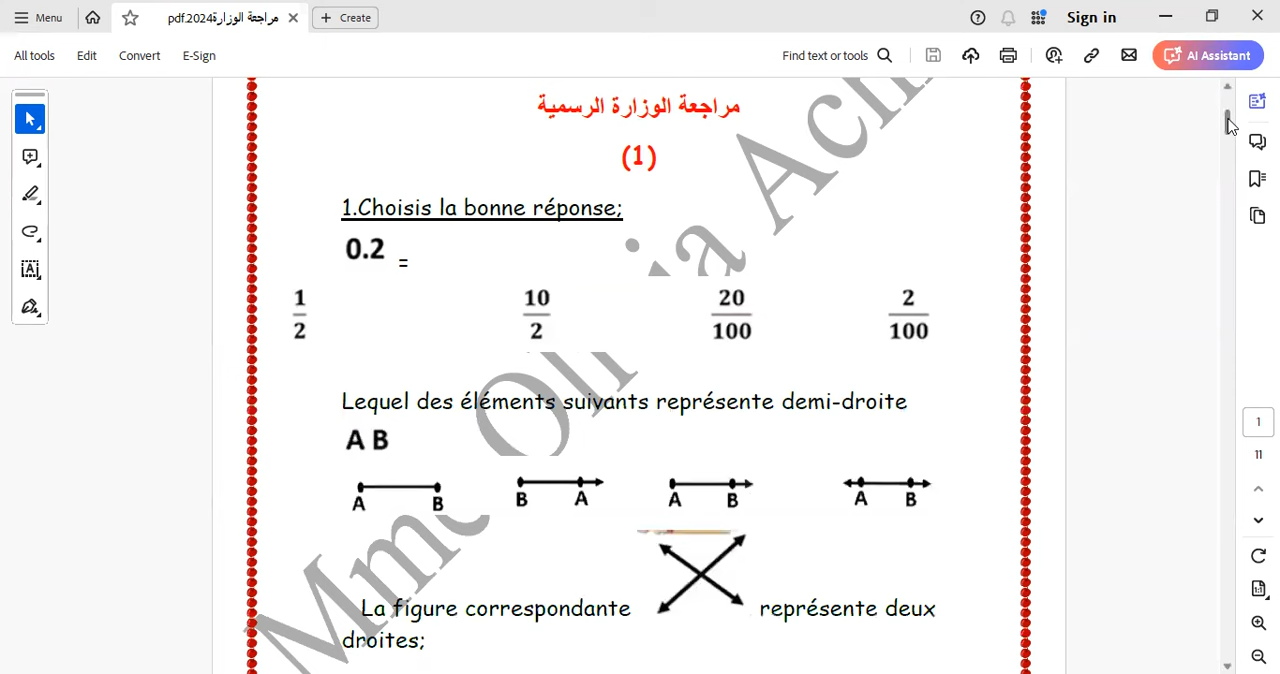 Menu
مراجعة الوزارة2024.pdf
Create
Sign in
All tools
Edit
Convert
E-Sign
Find text or tools
AI Assistant
مراجعة الوزارة الرسمية
(1)
1.Choisis la bonne réponse;
0.2 =
1/2 10/2 20/100 2/100
Lequel des éléments suivants représente demi-droite
A B
A B B A A B A B
La figure correspondante représente deux
droites;
1
11